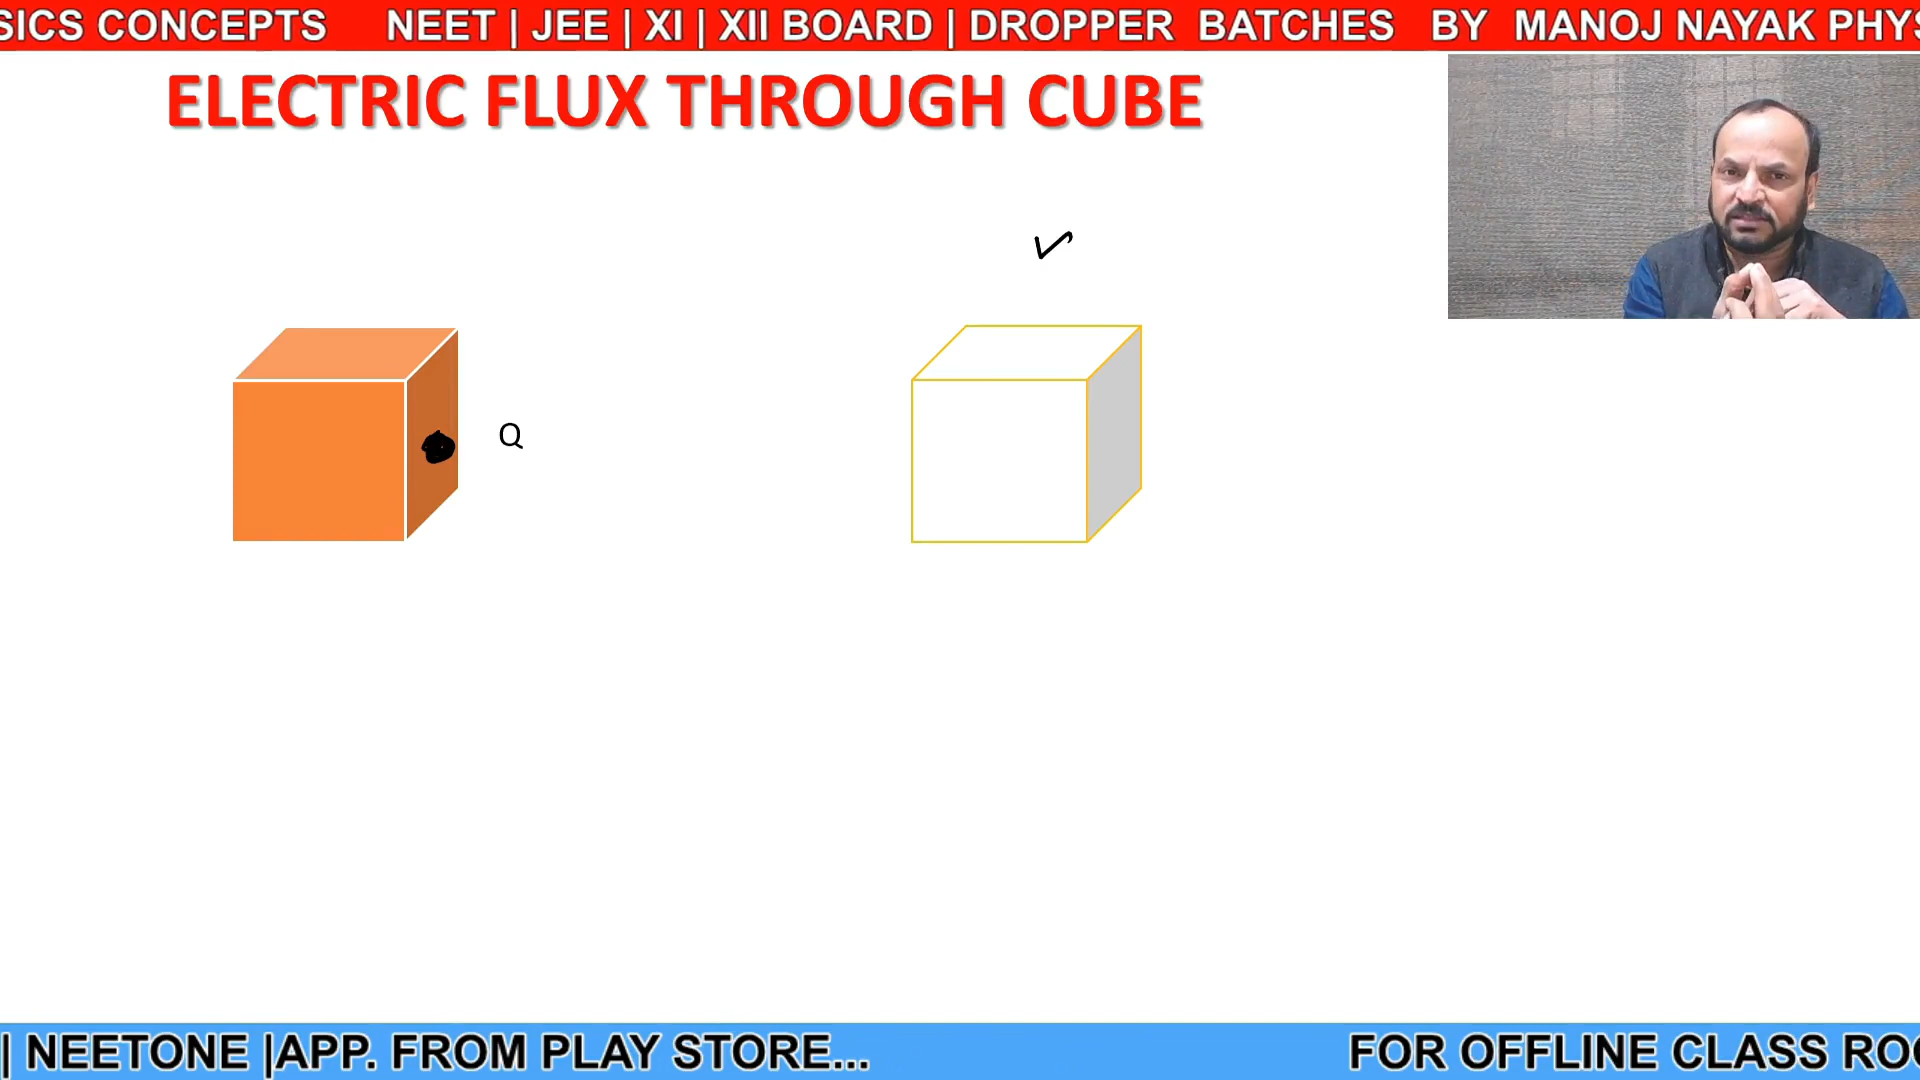 SICS CONCEPTS NEET | JEE | XI | XII BOARD | DROPPER BATCHES BY MANOJ NAYAK PHYS
ELECTRIC FLUX THROUGH CUBE
Q
| NEETONE |APP. FROM PLAY STORE... FOR OFFLINE CLASS ROO